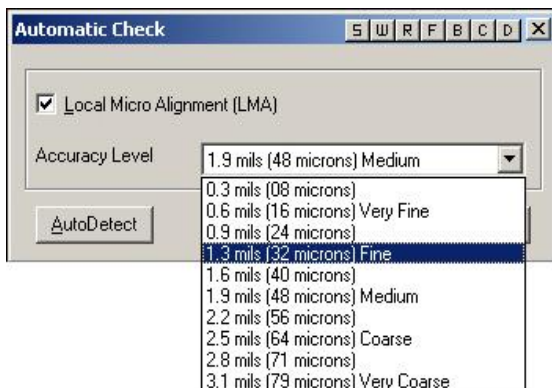 Automatic Check S W R F B C D X
Local Micro Alignment (LMA)
Accuracy Level 1.9 mils (48 microns) Medium
0.3 mils (08 microns)
0.6 mils (16 microns) Very Fine
AutoDetect
0.9 mils (24 microns)
1.3 mils (32 microns) Fine
1.6 mils (40 microns)
1.9 mils (48 microns) Medium
2.2 mils (56 microns)
2.5 mils (64 microns) Coarse
2.8 mils (71 microns)
3.1 mils (79 microns) Very Coarse